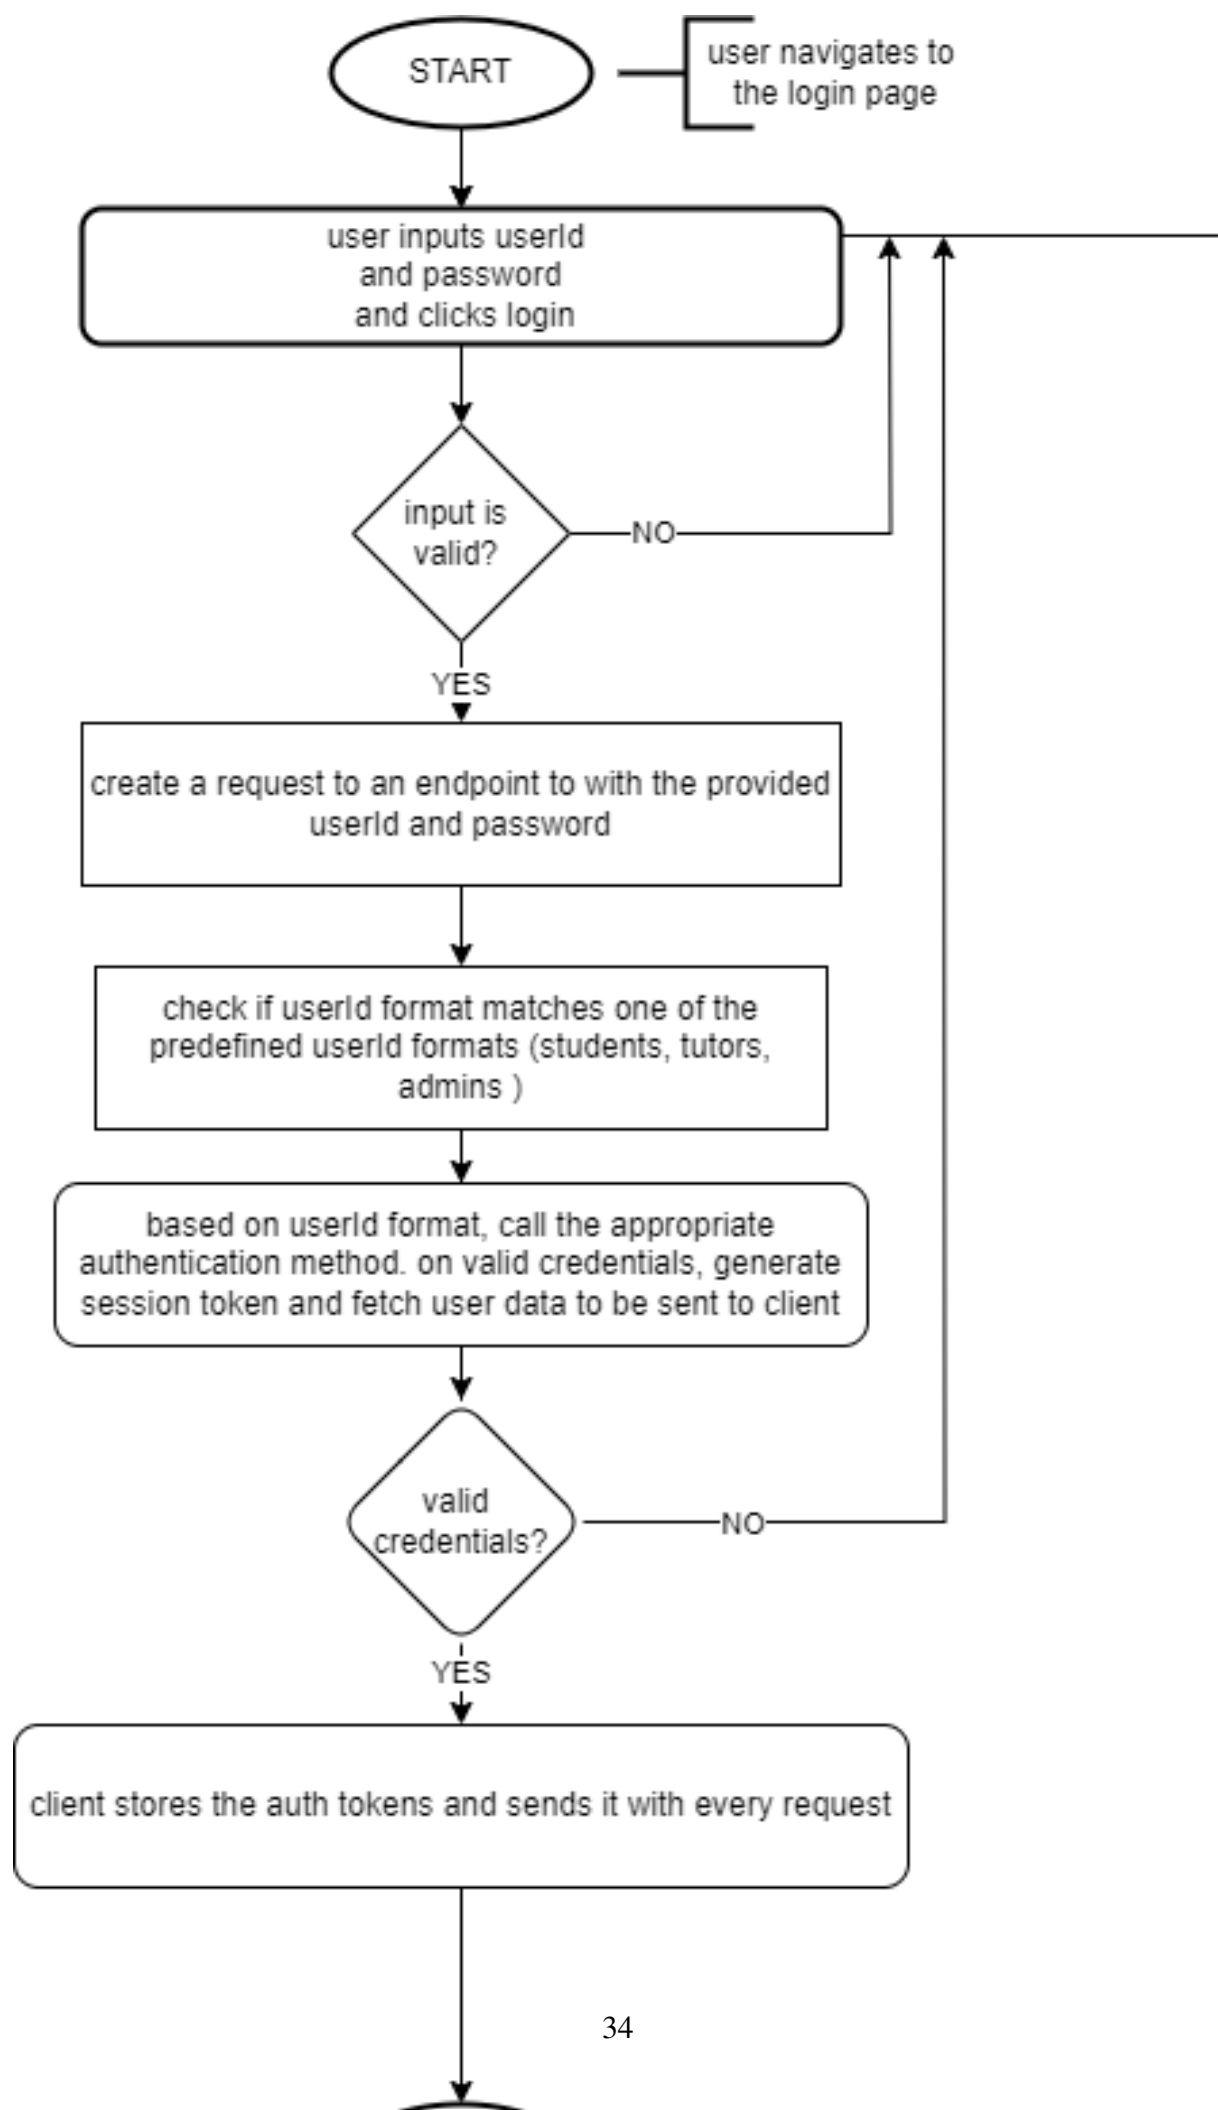 START
user navigates to
the login page
user inputs userId
and password
and clicks login
input is
valid?
NO
YES
create a request to an endpoint to with the provided
userId and password
check if userId format matches one of the
predefined userId formats (students, tutors,
admins )
based on userId format, call the appropriate
authentication method. on valid credentials, generate
session token and fetch user data to be sent to client
valid
credentials?
NO
YES
client stores the auth tokens and sends it with every request
34